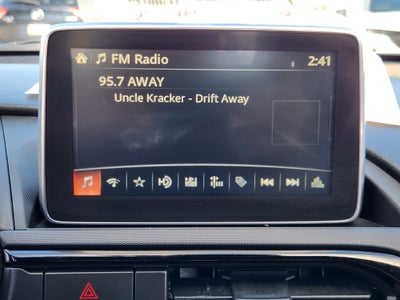 FM Radio 2:41
95.7 AWAY
Uncle Kracker - Drift Away